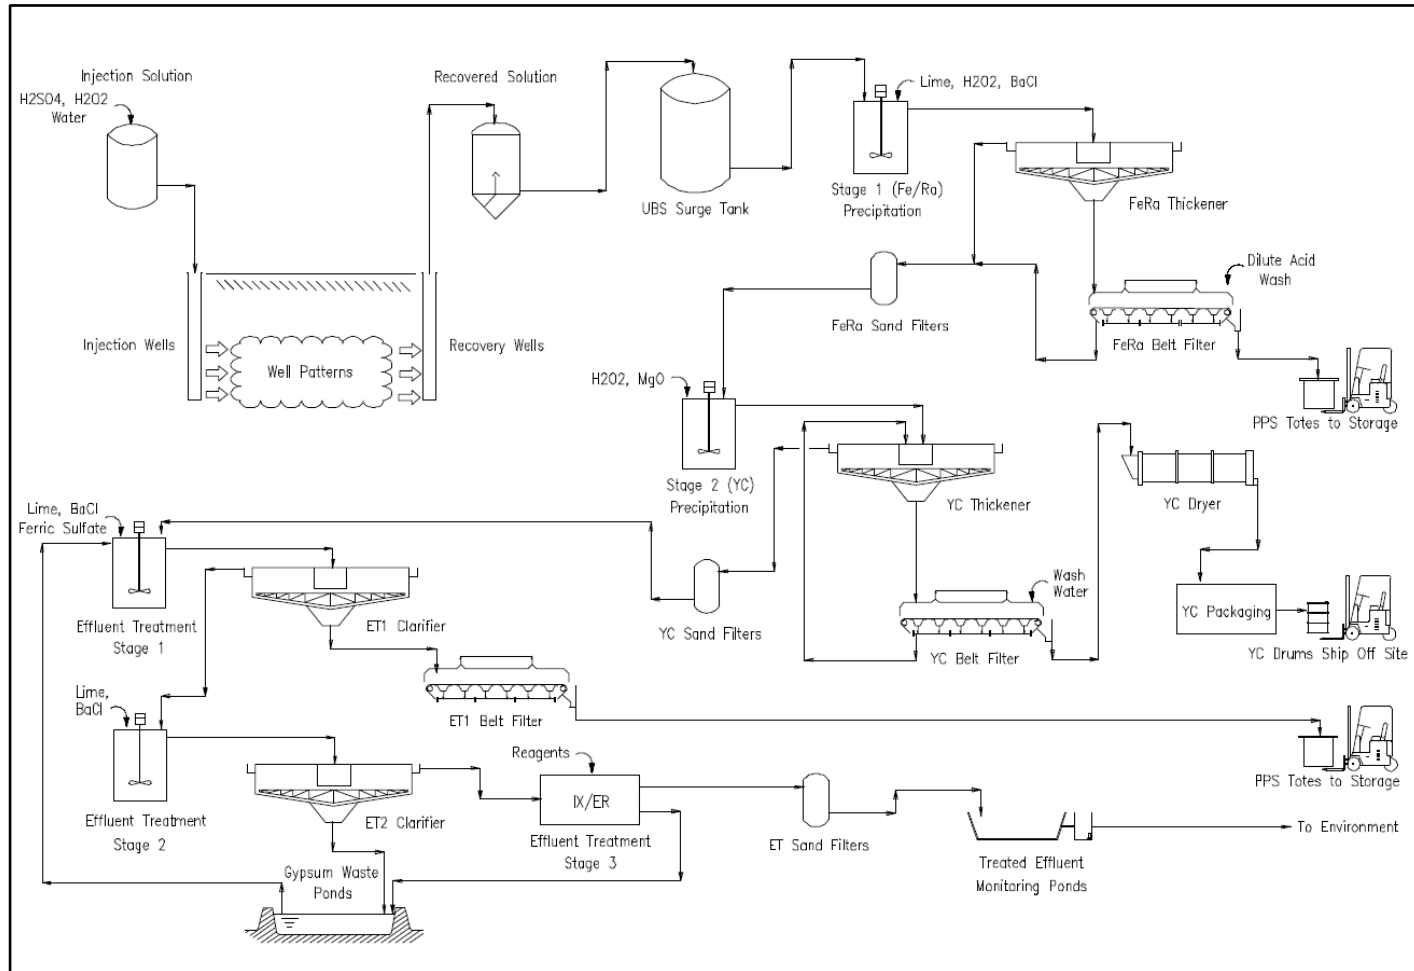 Injection Solution
H2SO4, H2O2
Water
Recovered Solution
UBS Surge Tank
Lime, H2O2, BaCl
Stage 1 (Fe/Ra)
Precipitation
FeRa Thickener
Dilute Acid
Wash
FeRa Sand Filters
FeRa Belt Filter
Injection Wells
Well Patterns
Recovery Wells
PPS Totes to Storage
H2O2, MgO
Stage 2 (YC)
Precipitation
YC Thickener
YC Dryer
Lime, BaCl
Ferric Sulfate
Effluent Treatment
Stage 1
ET1 Clarifier
YC Sand Filters
Wash
Water
YC Belt Filter
YC Packaging
YC Drums Ship Off Site
Lime,
BaCl
ET1 Belt Filter
Effluent Treatment
Stage 2
ET2 Clarifier
Reagents
IX/ER
Effluent Treatment
Stage 3
ET Sand Filters
PPS Totes to Storage
Treated Effluent
Monitoring Ponds
To Environment
Gypsum Waste
Ponds